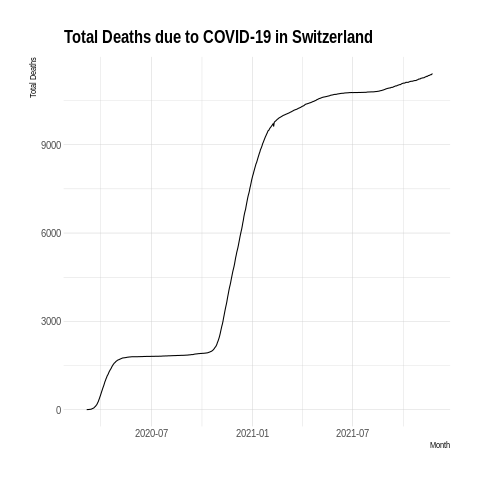 Total Deaths due to COVID-19 in Switzerland
Total Deaths
9000
6000
3000
0
2020-07 2021-01 2021-07
Month